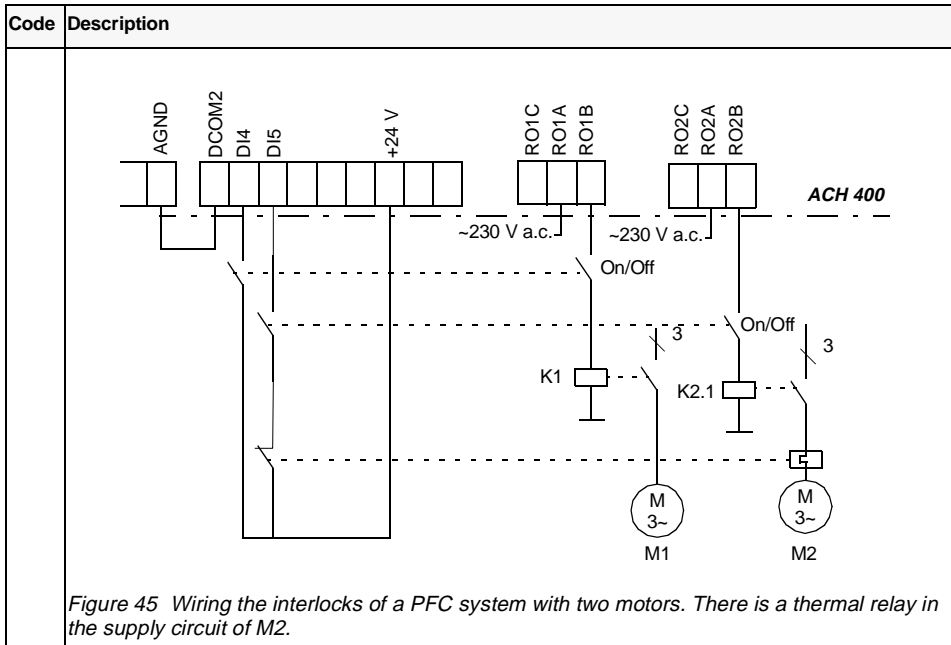 Code Description
AGND DCOM2 DI4 DI5 +24 V RO1C RO1A RO1B RO2C RO2A RO2B
ACH 400
~230 V a.c. ~230 V a.c.
On/Off
On/Off
3
3
K1 K2.1
M
3~
M
3~
M1 M2
Figure 45 Wiring the interlocks of a PFC system with two motors. There is a thermal relay in
the supply circuit of M2.